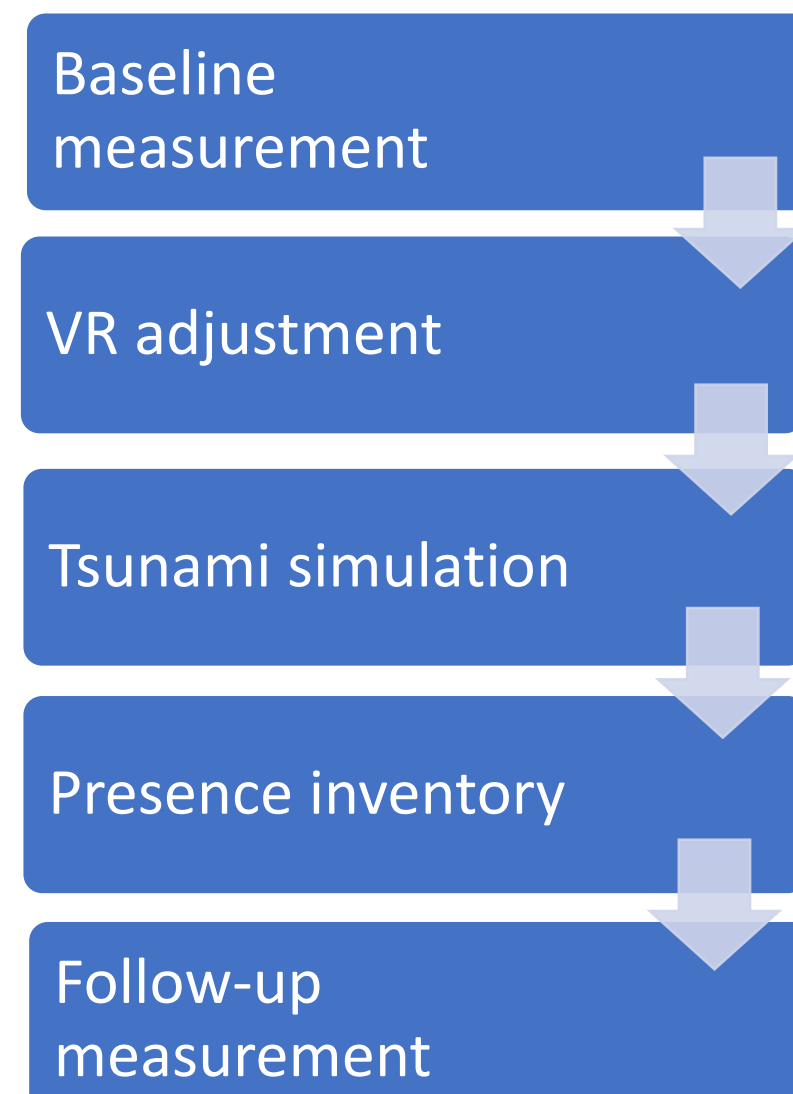 Baseline
measurement
VR adjustment
Tsunami simulation
Presence inventory
Follow-up
measurement